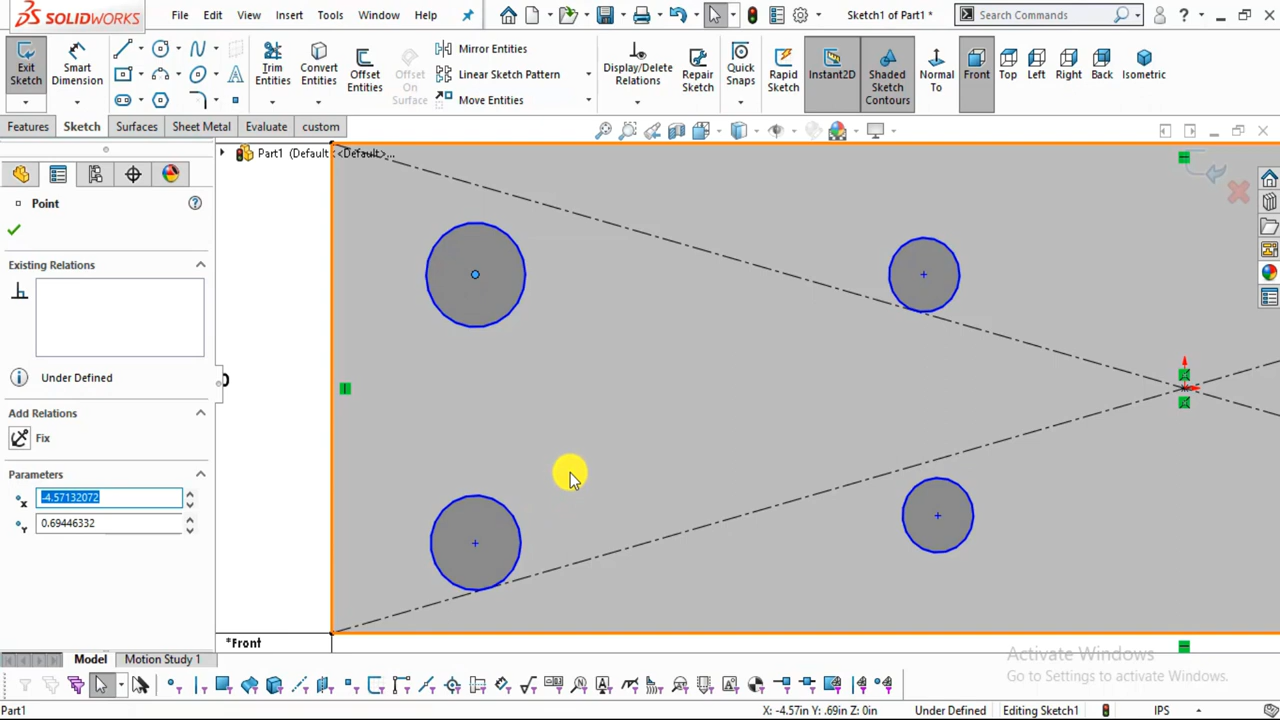 SOLIDWORKS File Edit View Insert Tools Window Help Sketch1 of Part1 * Search Commands
Exit Sketch
Smart Dimension
Trim Entities
Convert Entities
Offset Entities
Offset On Surface
Mirror Entities
Linear Sketch Pattern
Move Entities
Display/Delete Relations
Repair Sketch
Quick Snaps
Rapid Sketch
Instant2D
Shaded Sketch Contours
Normal To
Front
Top
Left
Right
Back
Isometric
Features Sketch Surfaces Sheet Metal Evaluate custom
Part1 (Default<<Default>...
Point
Existing Relations
Under Defined
Add Relations
Fix
Parameters
-4.57132072
0.69446332
*Front
Model Motion Study 1
Activate Windows
Go to Settings to activate Windows.
Part1 X: -4.57in Y: .69in Z: 0in Under Defined Editing Sketch1 IPS